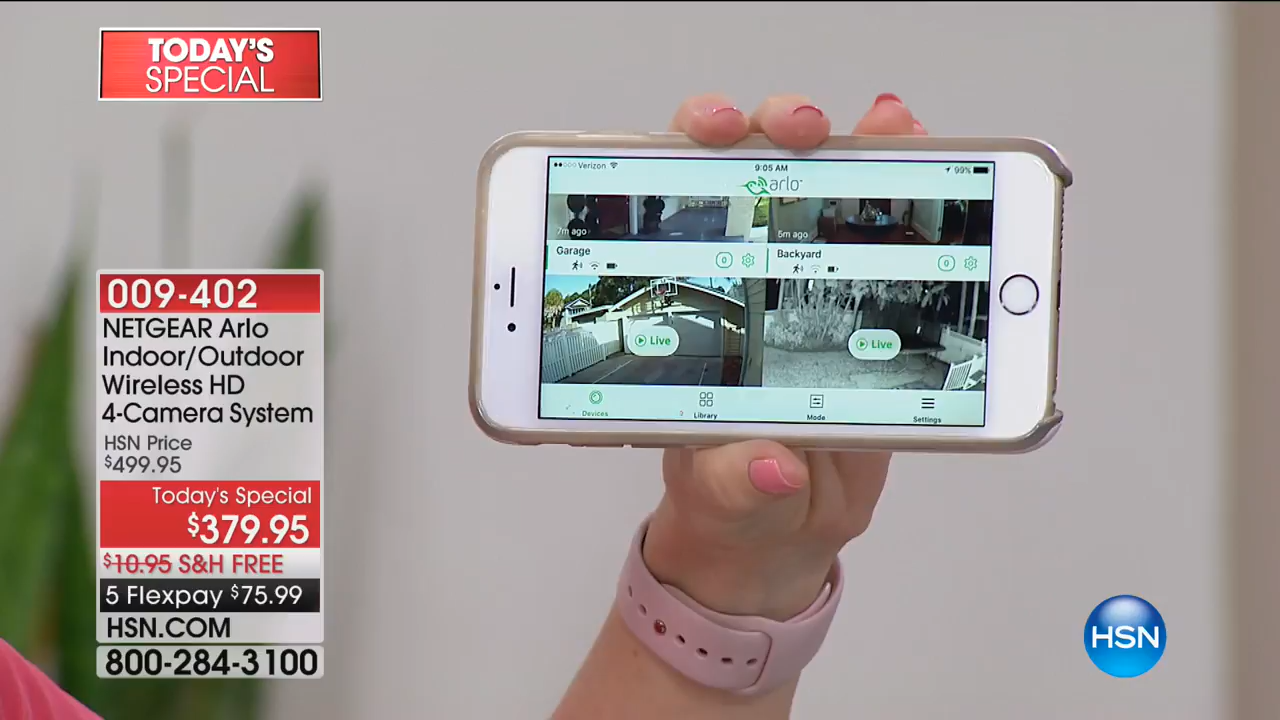 TODAY'S
SPECIAL
009-402
NETGEAR Arlo
Indoor/Outdoor
Wireless HD
4-Camera System
HSN Price
$499.95
Today's Special
$379.95
$10.95 S&H FREE
5 Flexpay $75.99
HSN.COM
800-284-3100
Verizon 9:05 AM 99%
arlo
7m ago 5m ago
Garage 0 Backyard 0
Live Live
Devices Library Mode Settings
HSN